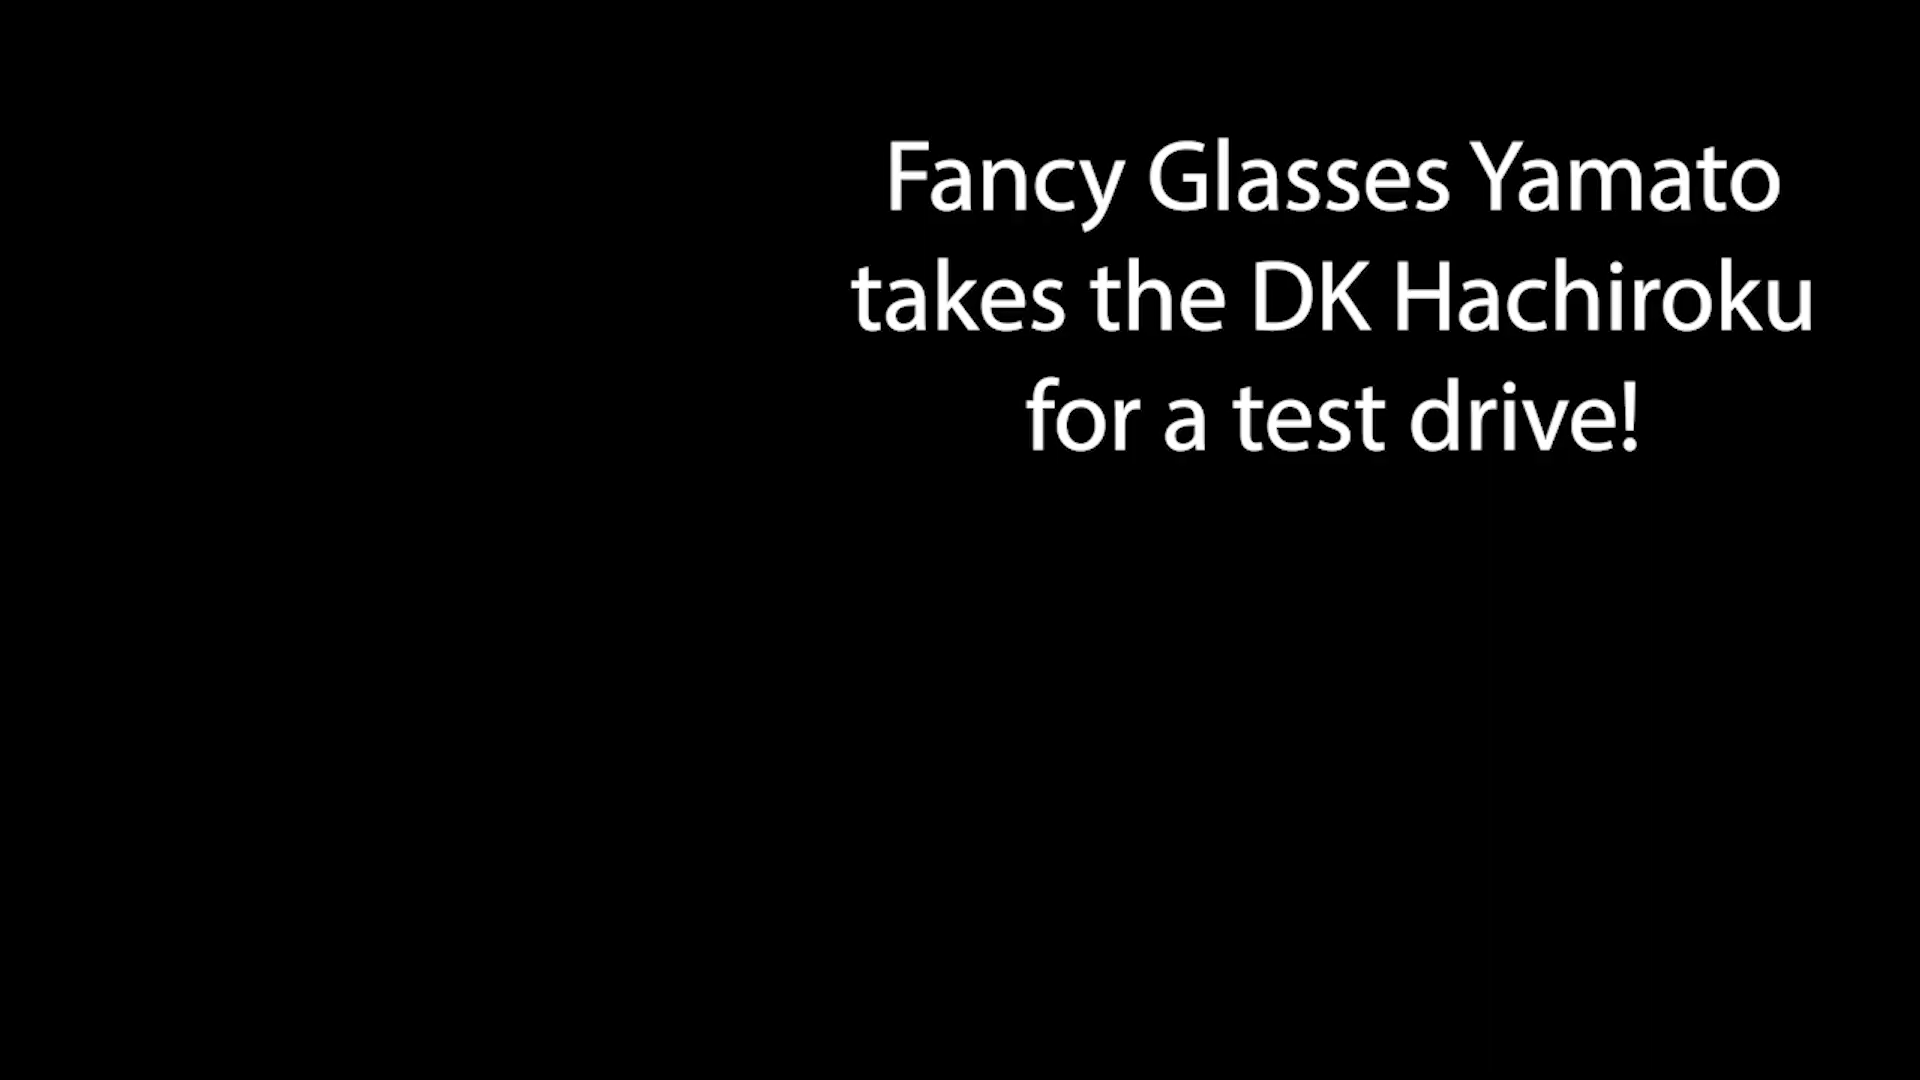 Fancy Glasses Yamato
takes the DK Hachiroku
for a test drive!